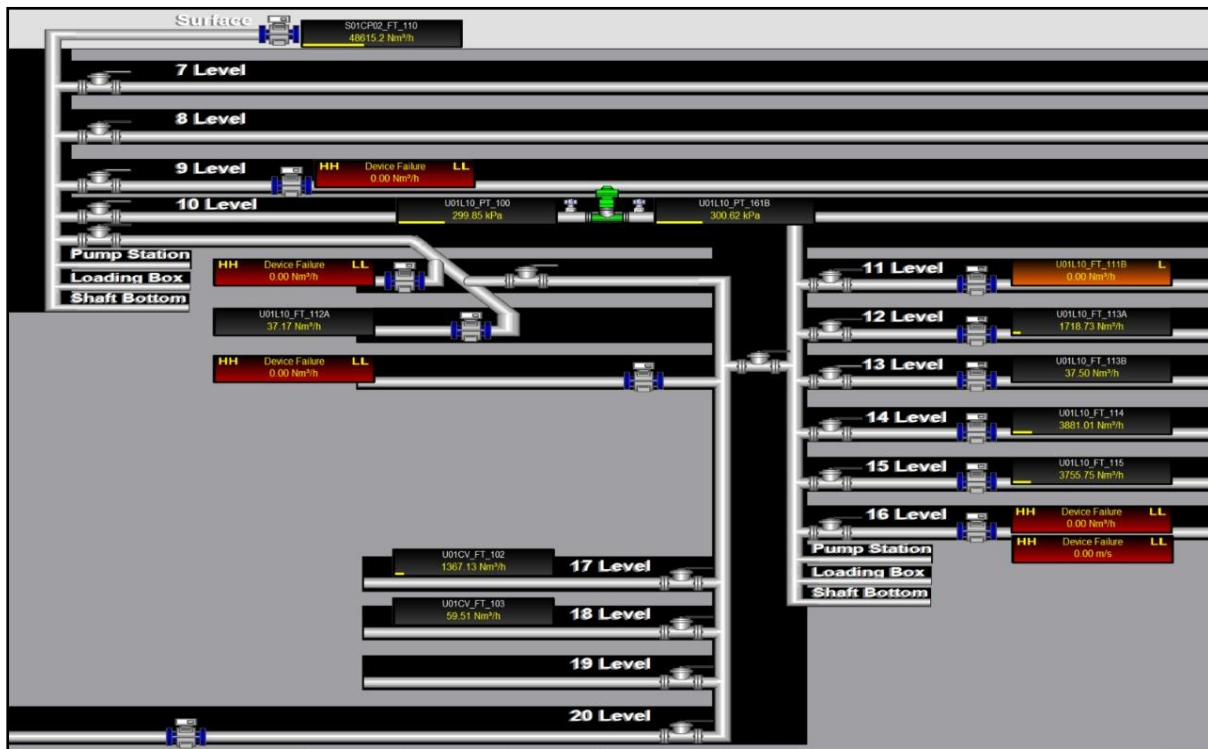 Surface
S01CP02_FT_110
48615.2 Nm³/h
7 Level
8 Level
9 Level
HH Device Failure LL
0.00 Nm³/h
10 Level
U01L10_PT_100
299.85 kPa
U01L10_PT_161B
300.62 kPa
Pump Station
Loading Box
Shaft Bottom
HH Device Failure LL
0.00 Nm³/h
U01L10_FT_112A
37.17 Nm³/h
HH Device Failure LL
0.00 Nm³/h
11 Level
U01L10_FT_111B L
0.00 Nm³/h
12 Level
U01L10_FT_113A
1718.73 Nm³/h
13 Level
U01L10_FT_113B
37.50 Nm³/h
14 Level
U01L10_FT_114
3881.01 Nm³/h
15 Level
U01L10_FT_115
3755.75 Nm³/h
16 Level
HH Device Failure LL
0.00 Nm³/h
HH Device Failure LL
0.00 m/s
Pump Station
Loading Box
Shaft Bottom
U01CV_FT_102
1367.13 Nm³/h
17 Level
U01CV_FT_103
59.51 Nm³/h
18 Level
19 Level
20 Level